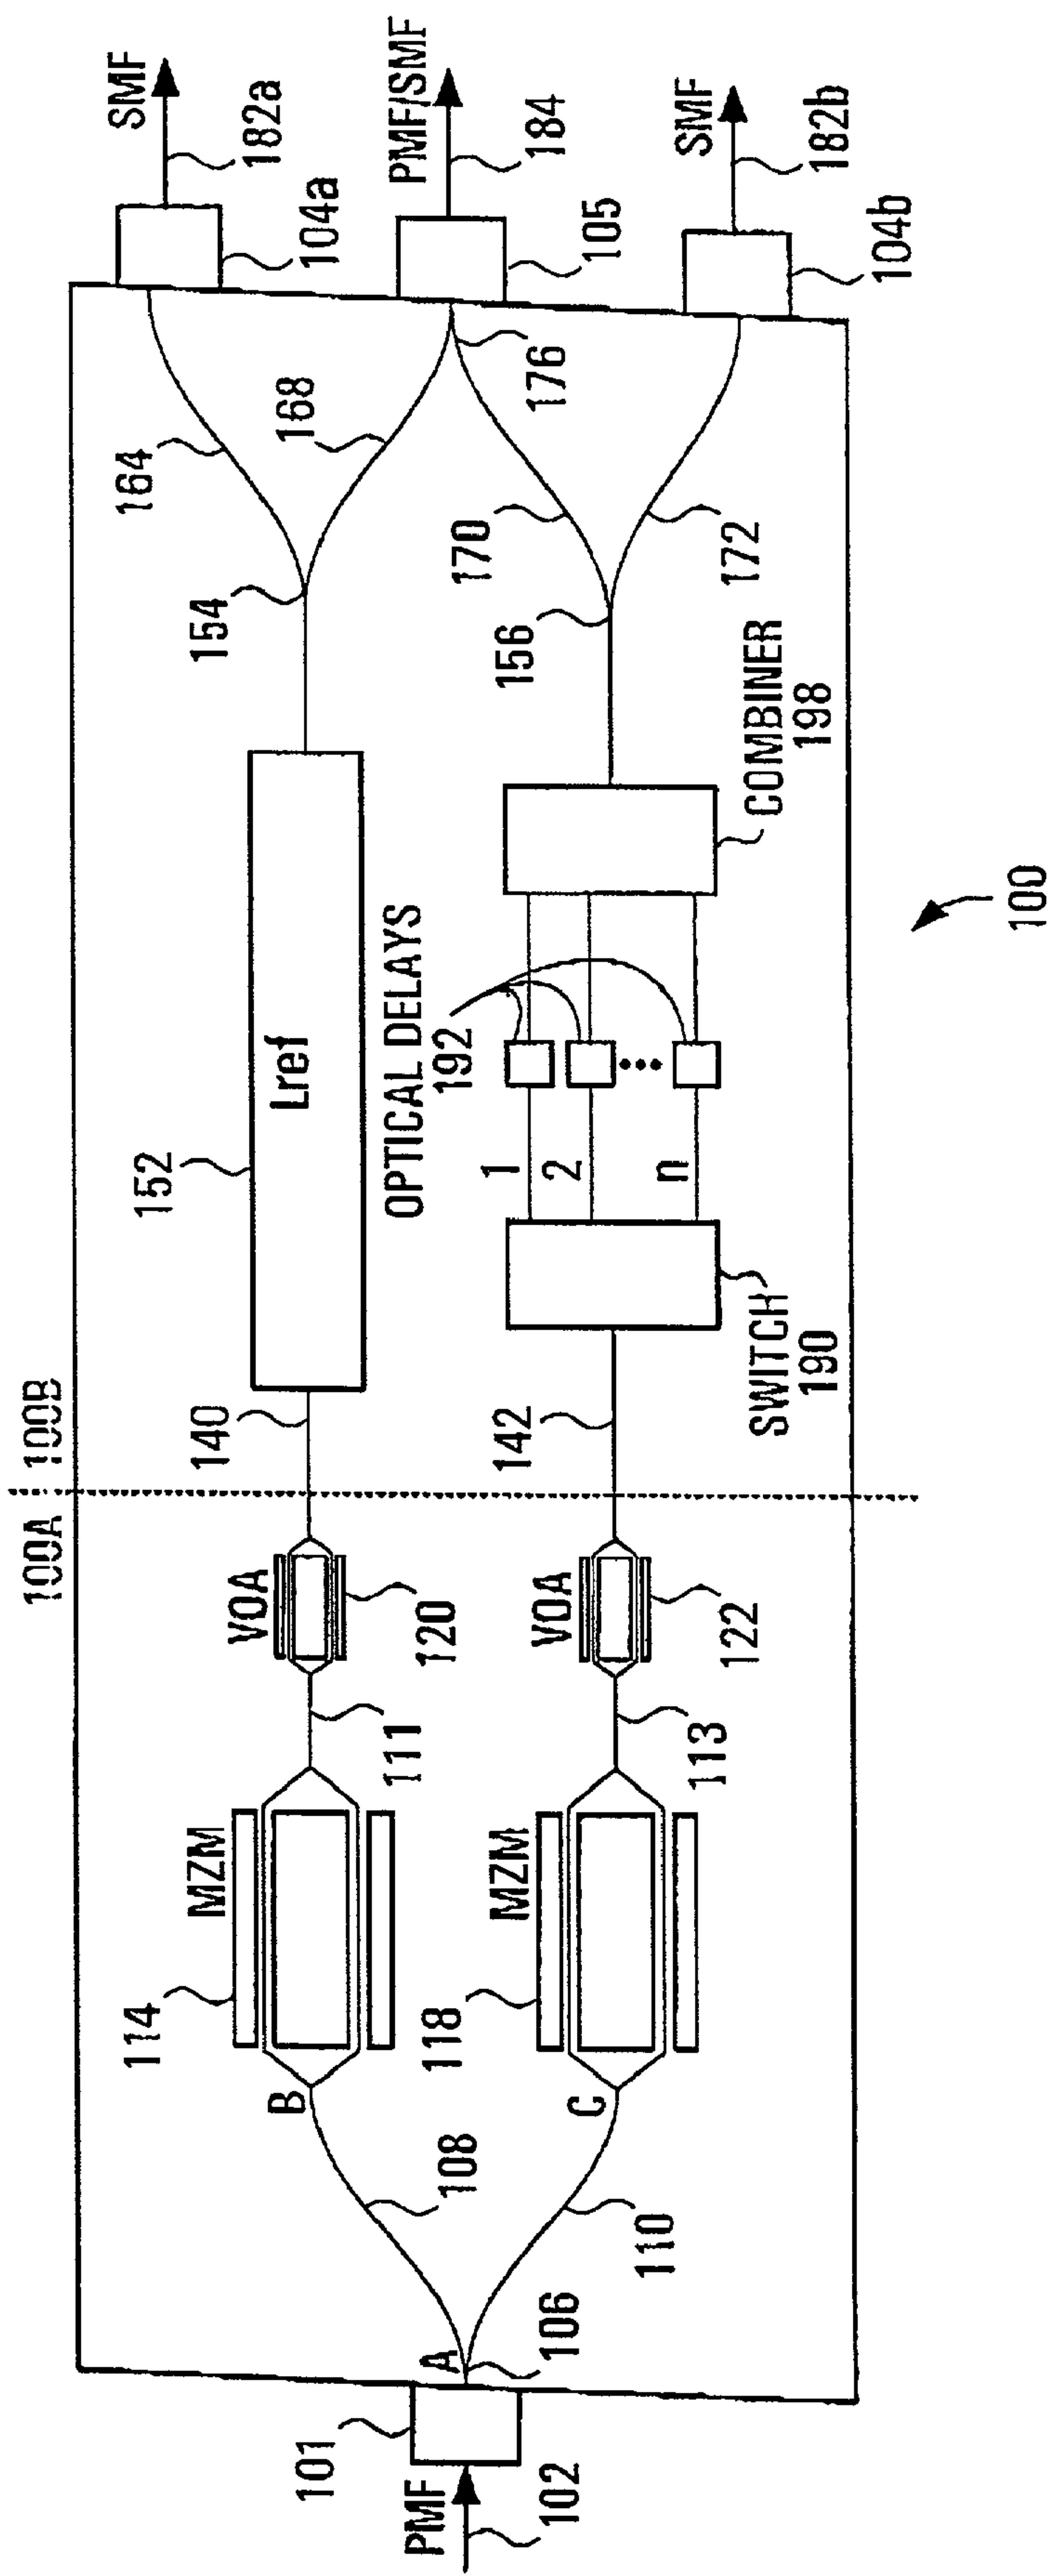 100A
100B
PMF
102
101
A
106
108
110
B
C
114
MZM
118
MZM
111
113
VOA
120
VOA
122
140
142
152
Lref
SWITCH
190
1
2
n
OPTICAL DELAYS
192
COMBINER
198
154
156
164
168
170
172
176
104a
105
104b
SMF
182a
PMF/SMF
184
SMF
182b
100